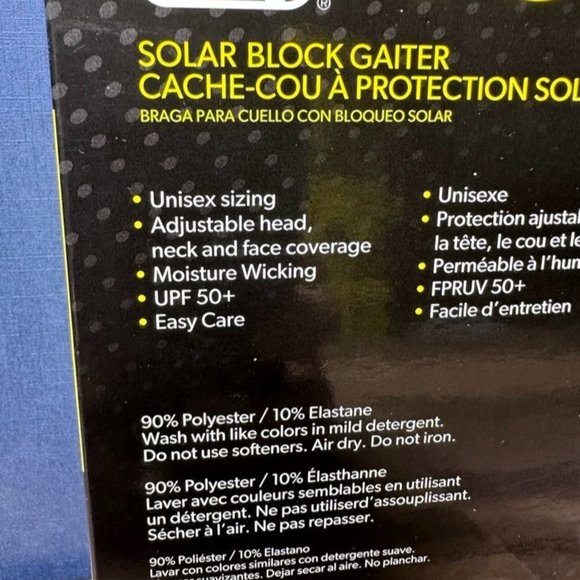 ®
SOLAR BLOCK GAITER
CACHE-COU À PROTECTION SOL
BRAGA PARA CUELLO CON BLOQUEO SOLAR
• Unisex sizing
• Adjustable head,
neck and face coverage
• Moisture Wicking
• UPF 50+
• Easy Care
• Unisexe
• Protection ajustal
la tête, le cou et le
• Perméable à l'hum
• FPRUV 50+
• Facile d'entretien
90% Polyester / 10% Elastane
Wash with like colors in mild detergent.
Do not use softeners. Air dry. Do not iron.
90% Polyester / 10% Élasthanne
Laver avec couleurs semblables en utilisant
un détergent. Ne pas utiliserd'assouplissant.
Sécher à l'air. Ne pas repasser.
90% Poliéster / 10% Elastano
Lavar con colores similares con detergente suave.
suavizantes. Dejar secar al aire. No planchar.